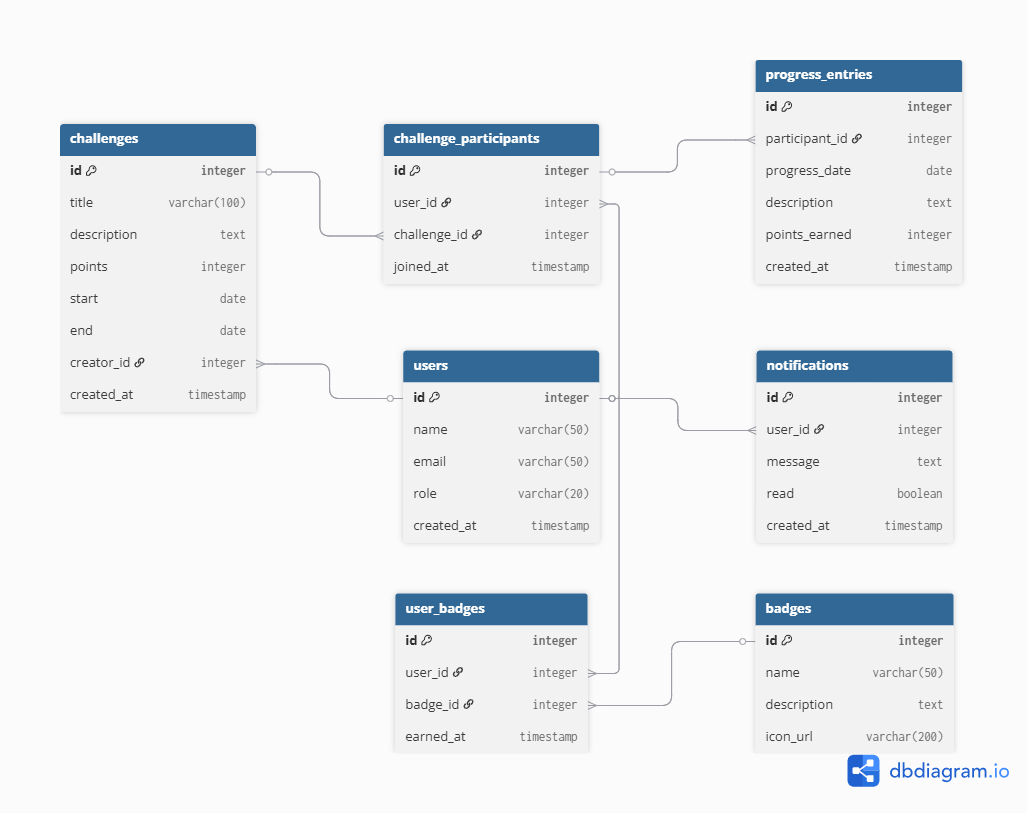 challenges
id integer
title varchar(100)
description text
points integer
start date
end date
creator_id integer
created_at timestamp
challenge_participants
id integer
user_id integer
challenge_id integer
joined_at timestamp
progress_entries
id integer
participant_id integer
progress_date date
description text
points_earned integer
created_at timestamp
users
id integer
name varchar(50)
email varchar(50)
role varchar(20)
created_at timestamp
notifications
id integer
user_id integer
message text
read boolean
created_at timestamp
user_badges
id integer
user_id integer
badge_id integer
earned_at timestamp
badges
id integer
name varchar(50)
description text
icon_url varchar(200)
dbdiagram.io